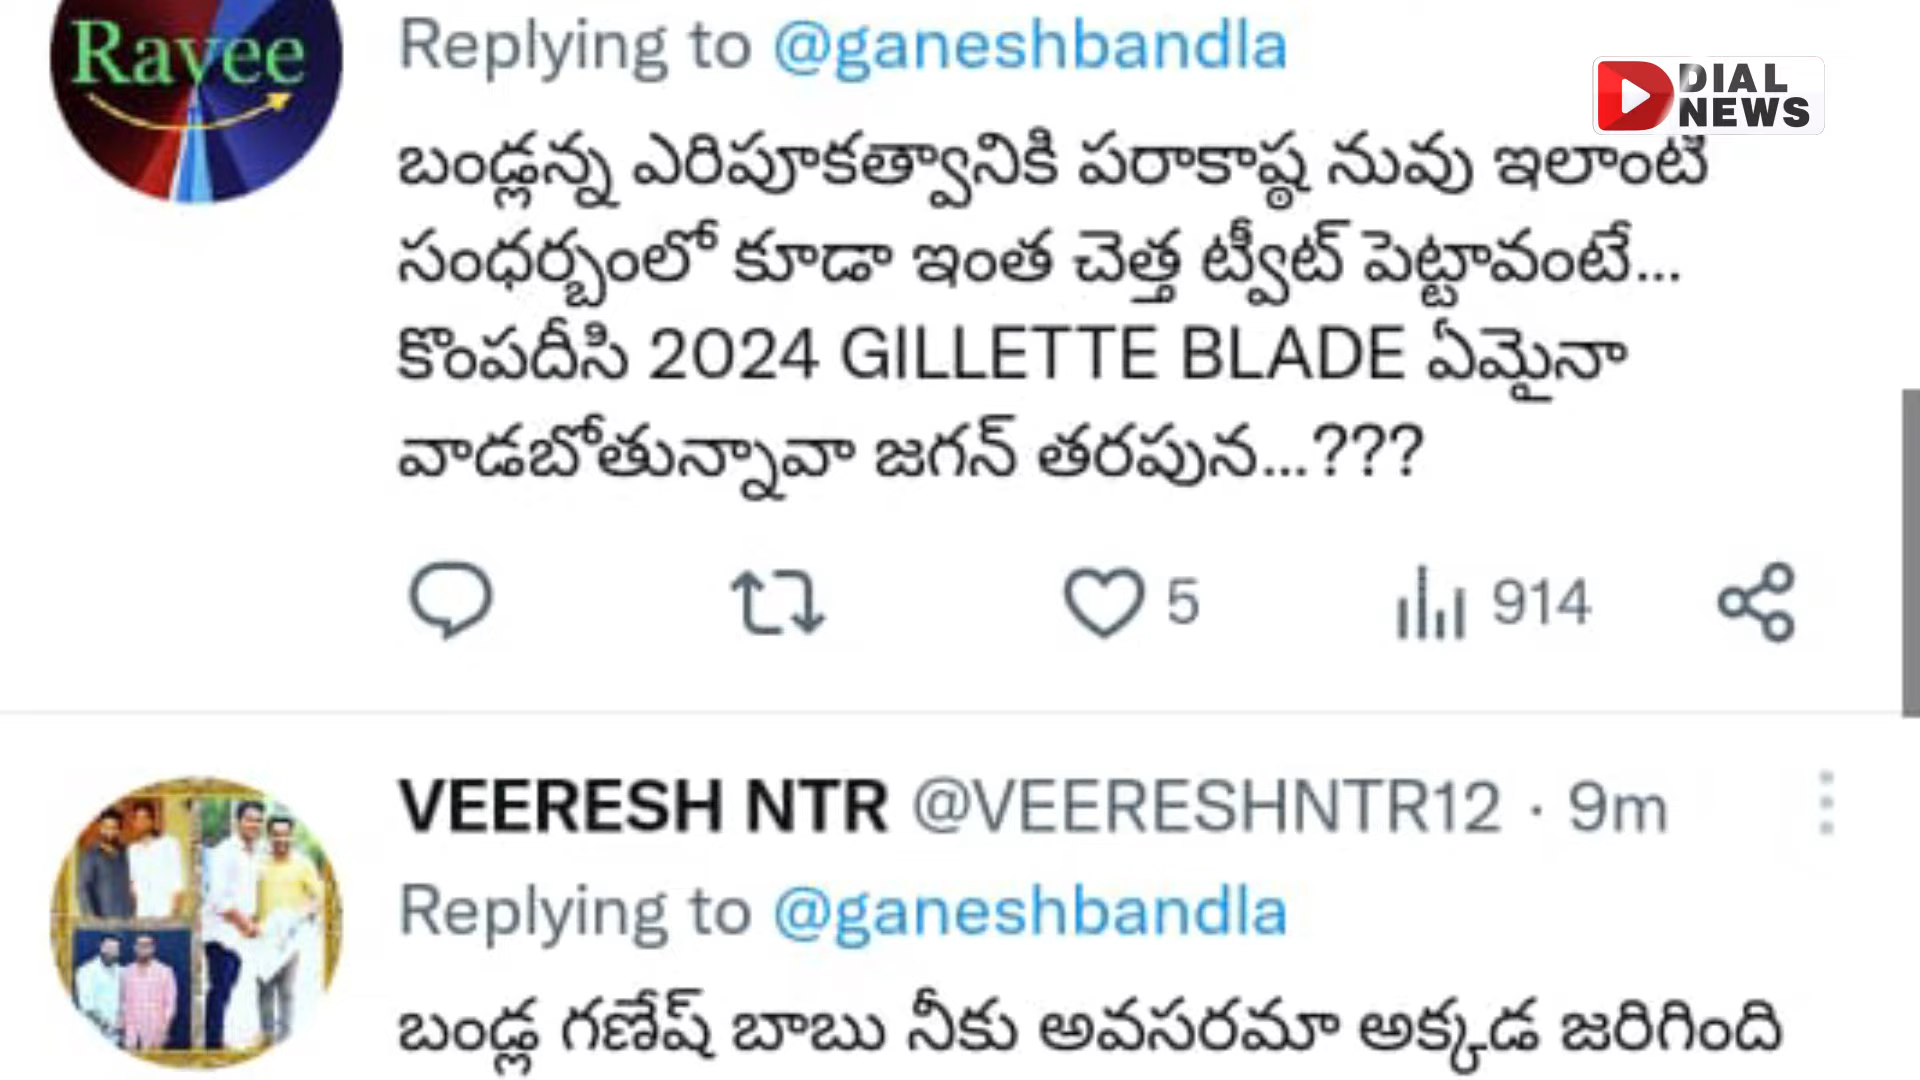 Ravee
Replying to @ganeshbandla
DIAL
NEWS
బండ్లన్న ఎరిపూకత్వానికి పరాకాష్ఠ నువు ఇలాంటి
సంధర్బంలో కూడా ఇంత చెత్త ట్వీట్ పెట్టావంటే...
కొంపదీసి 2024 GILLETTE BLADE ఏమైనా
వాడబోతున్నావా జగన్ తరపున...???
5
914
VEERESH NTR @VEERESHNTR12 · 9m
Replying to @ganeshbandla
బండ్ల గణేష్ బాబు నీకు అవసరమా అక్కడ జరిగింది